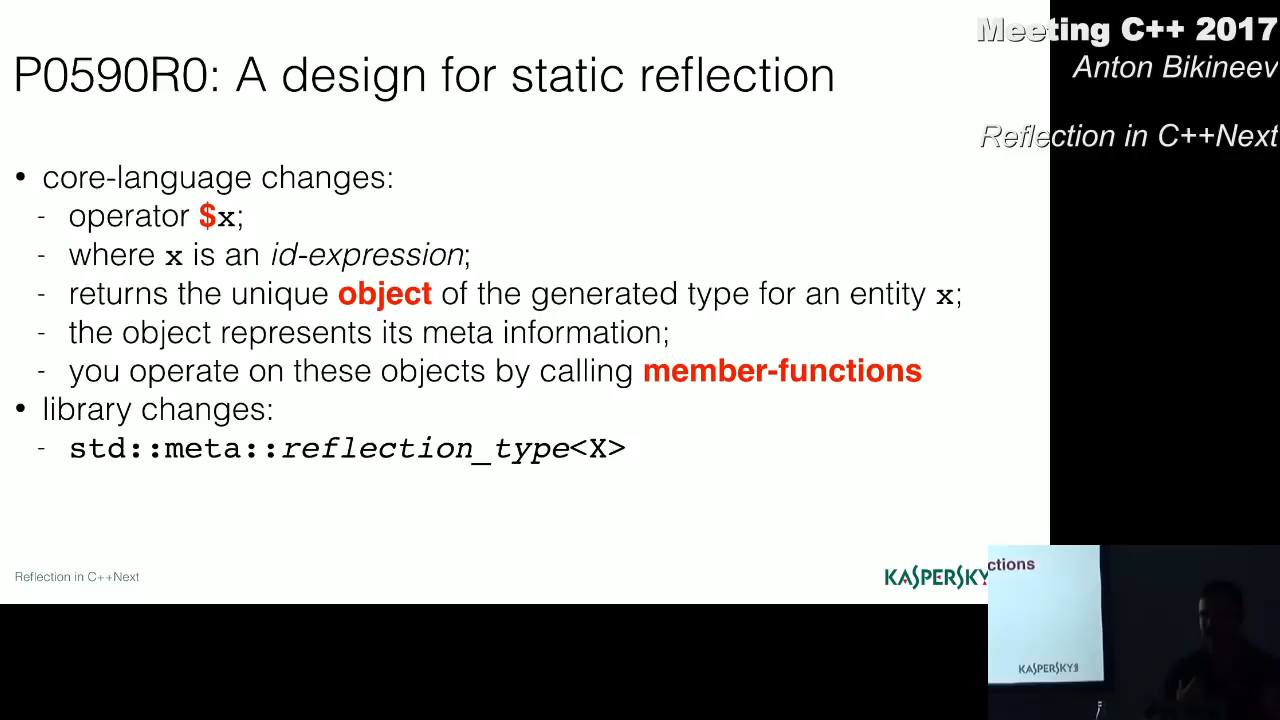 Meeting C++ 2017
Anton Bikineev
Reflection in C++Next
P0590R0: A design for static reflection
• core-language changes:
- operator $x;
- where x is an id-expression;
- returns the unique object of the generated type for an entity x;
- the object represents its meta information;
- you operate on these objects by calling member-functions
• library changes:
- std::meta::reflection_type<X>
Reflection in C++Next
KASPERSKY
ctions
KASPERSKY